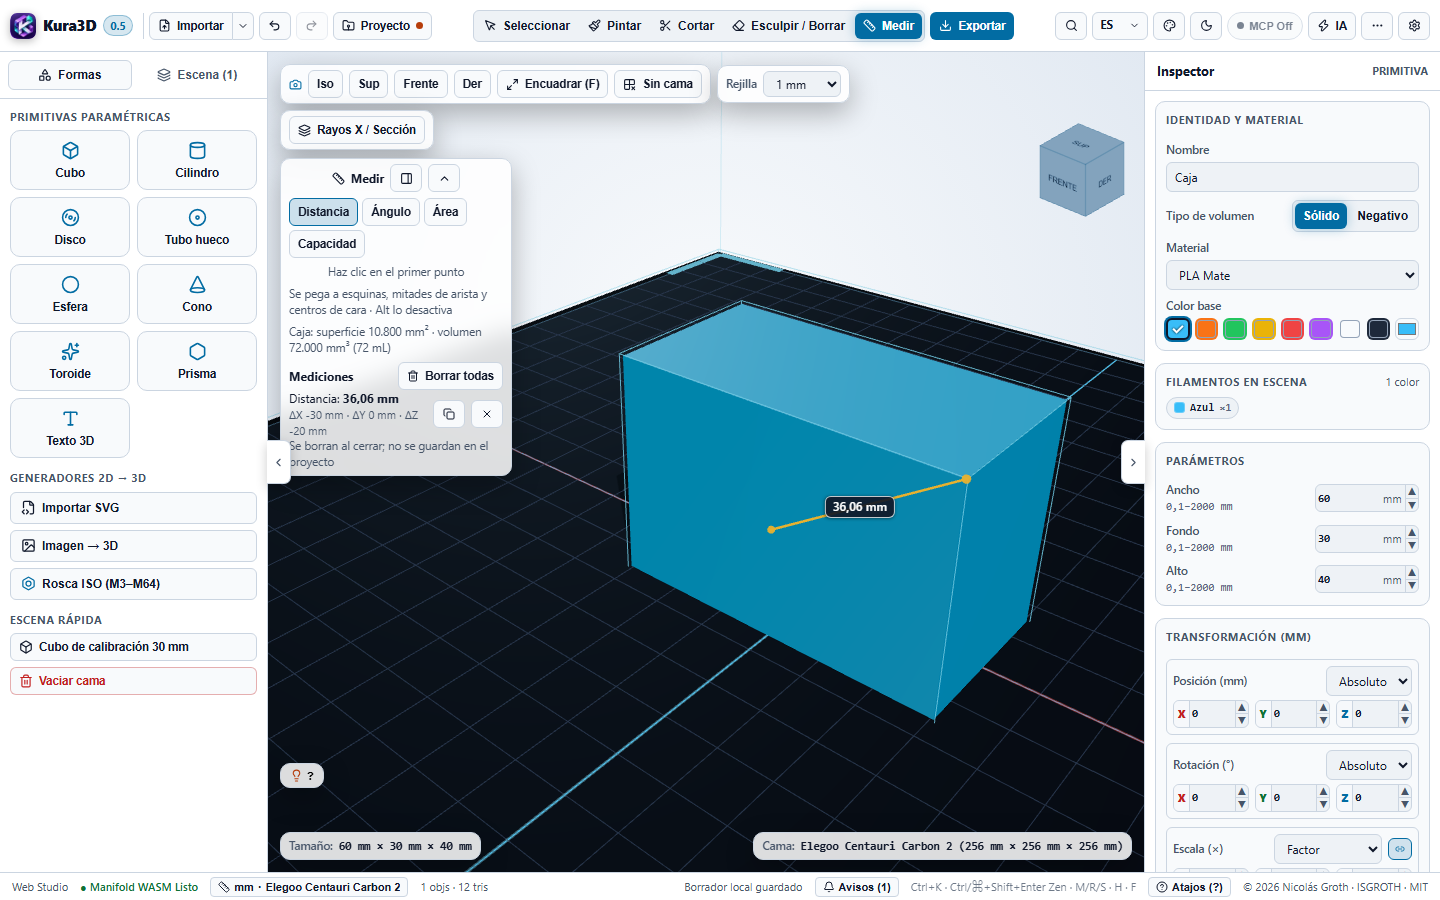 Kura3D 0.5 Importar Proyecto Seleccionar Pintar Cortar Esculpir / Borrar Medir Exportar ES MCP Off IA
Formas Escena (1)
PRIMITIVAS PARAMÉTRICAS
Cubo Cilindro
Disco Tubo hueco
Esfera Cono
Toroide Prisma
Texto 3D
GENERADORES 2D → 3D
Importar SVG
Imagen → 3D
Rosca ISO (M3–M64)
ESCENA RÁPIDA
Cubo de calibración 30 mm
Vaciar cama
Iso Sup Frente Der Encuadrar (F) Sin cama Rejilla 1 mm
Rayos X / Sección
Medir
Distancia Ángulo Área
Capacidad
Haz clic en el primer punto
Se pega a esquinas, mitades de arista y
centros de cara · Alt lo desactiva
Caja: superficie 10.800 mm² · volumen
72.000 mm³ (72 mL)
Mediciones Borrar todas
Distancia: 36,06 mm
ΔX -30 mm · ΔY 0 mm · ΔZ
-20 mm
Se borran al cerrar; no se guardan en el
proyecto
SUP
FRENTE DER
36,06 mm
?
Tamaño: 60 mm × 30 mm × 40 mm
Cama: Elegoo Centauri Carbon 2 (256 mm × 256 mm × 256 mm)
Inspector PRIMITIVA
IDENTIDAD Y MATERIAL
Nombre
Caja
Tipo de volumen Sólido Negativo
Material
PLA Mate
Color base
FILAMENTOS EN ESCENA 1 color
Azul ×1
PARÁMETROS
Ancho
0,1–2000 mm
60 mm
Fondo
0,1–2000 mm
30 mm
Alto
0,1–2000 mm
40 mm
TRANSFORMACIÓN (MM)
Posición (mm) Absoluto
X 0 Y 0 Z 0
Rotación (°) Absoluto
X 0 Y 0 Z 0
Escala (×) Factor
Web Studio Manifold WASM Listo mm · Elegoo Centauri Carbon 2 1 objs · 12 tris Borrador local guardado Avisos (1) Ctrl+K · Ctrl/⌘+Shift+Enter Zen · M/R/S · H · F Atajos (?) © 2026 Nicolás Groth · ISGROTH · MIT